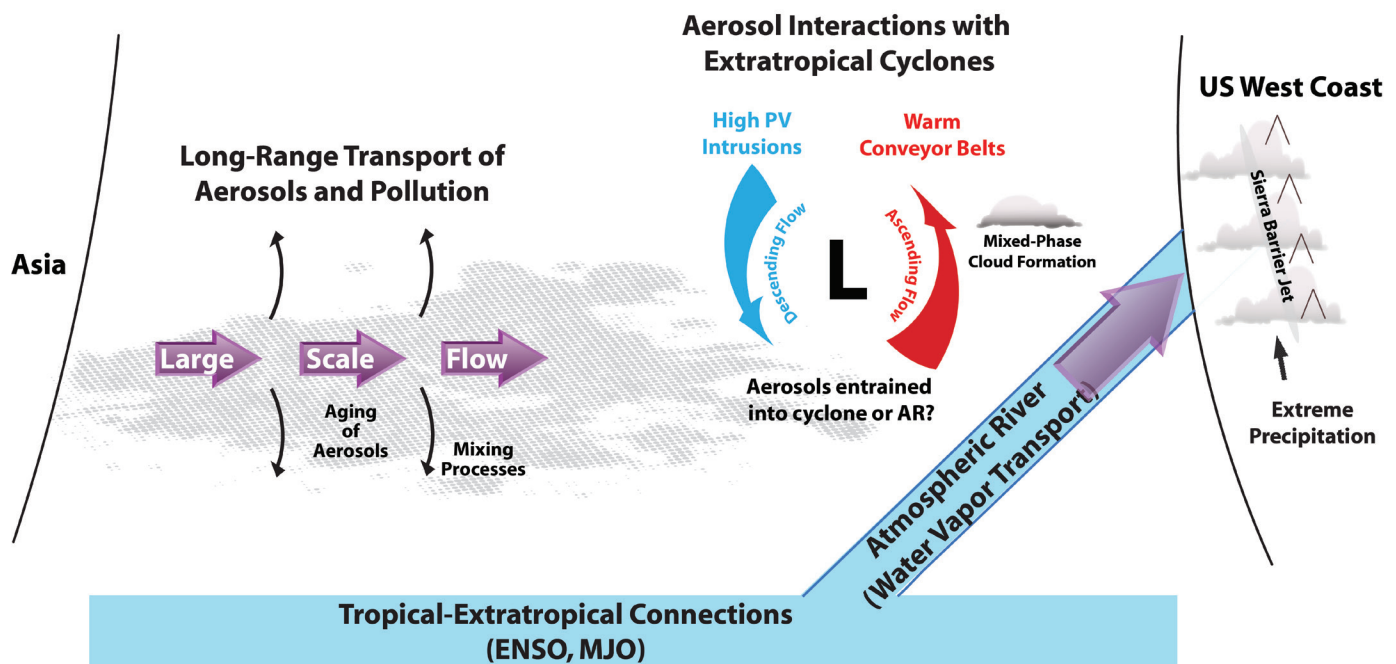 Aerosol Interactions with
Extratropical Cyclones
US West Coast
High PV
Intrusions
Warm
Conveyor Belts
Long-Range Transport of
Aerosols and Pollution
Asia
Descending Flow
L
Ascending Flow
Mixed-Phase
Cloud Formation
Sierra Barrier Jet
Large
Scale
Flow
Aerosols entrained
into cyclone or AR?
Aging
of
Aerosols
Mixing
Processes
Extreme
Precipitation
Atmospheric River
(Water Vapor Transport)
Tropical-Extratropical Connections
(ENSO, MJO)